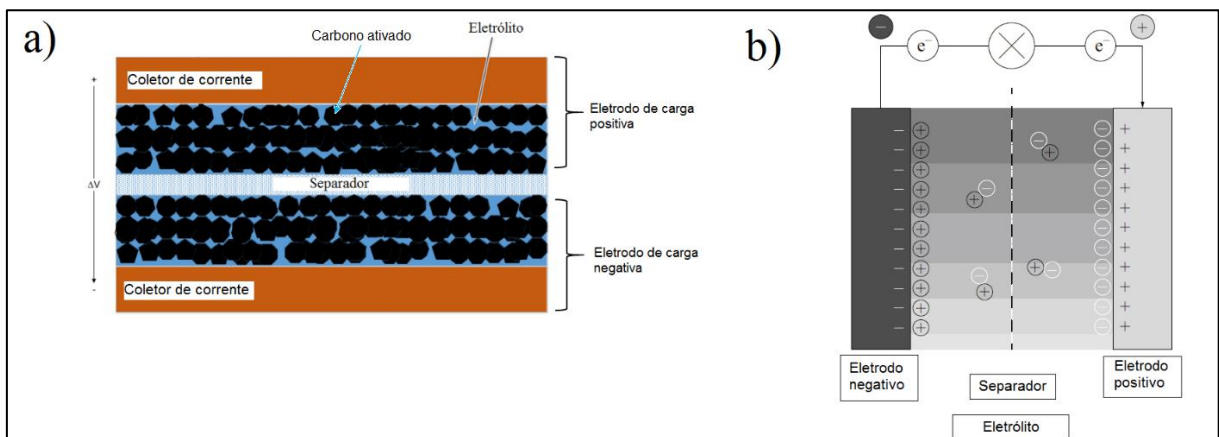 a)
Carbono ativado
Eletrólito
Coletor de corrente
+
ΔV
-
Eletrodo de carga
positiva
Separador
Eletrodo de carga
negativa
Coletor de corrente
b)
− e⁻ e⁻ +
Eletrodo
negativo
Separador
Eletrodo
positivo
Eletrólito